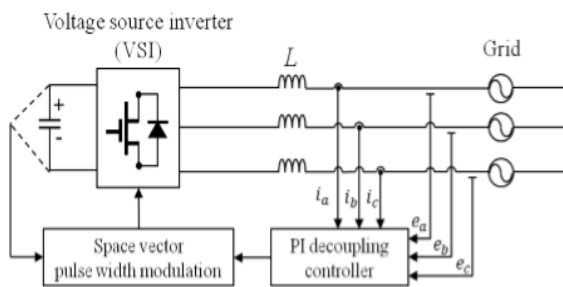 Voltage source inverter
(VSI)
L
Grid
+
-
i_a
i_b
i_c
e_a
e_b
e_c
Space vector
pulse width modulation
PI decoupling
controller